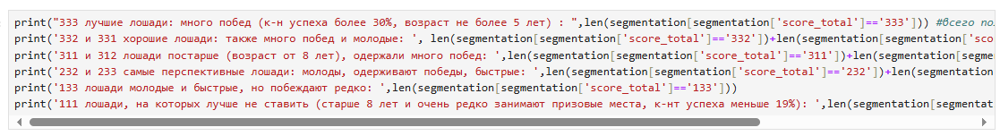 print("333 лучшие лошади: много побед (к-н успеха более 30%, возраст не более 5 лет) : ",len(segmentation[segmentation['score_total']=='333'])) #всего по
print('332 и 331 хорошие лошади: также много побед и молодые: ', len(segmentation[segmentation['score_total']=='332'])+len(segmentation[segmentation['sco
print('311 и 312 лошади постарше (возраст от 8 лет), одержали много побед: ',len(segmentation[segmentation['score_total']=='311'])+len(segmentation[segme
print('232 и 233 самые перспективные лошади: молоды, одерживают победы, быстрые: ',len(segmentation[segmentation['score_total']=='232'])+len(segmentation
print('133 лошади молодые и быстрые, но побеждают редко: ',len(segmentation[segmentation['score_total']=='133']))
print('111 лошади, на которых лучше не ставить (старше 8 лет и очень редко занимают призовые места, к-нт успеха меньше 19%): ',len(segmentation[segmentat